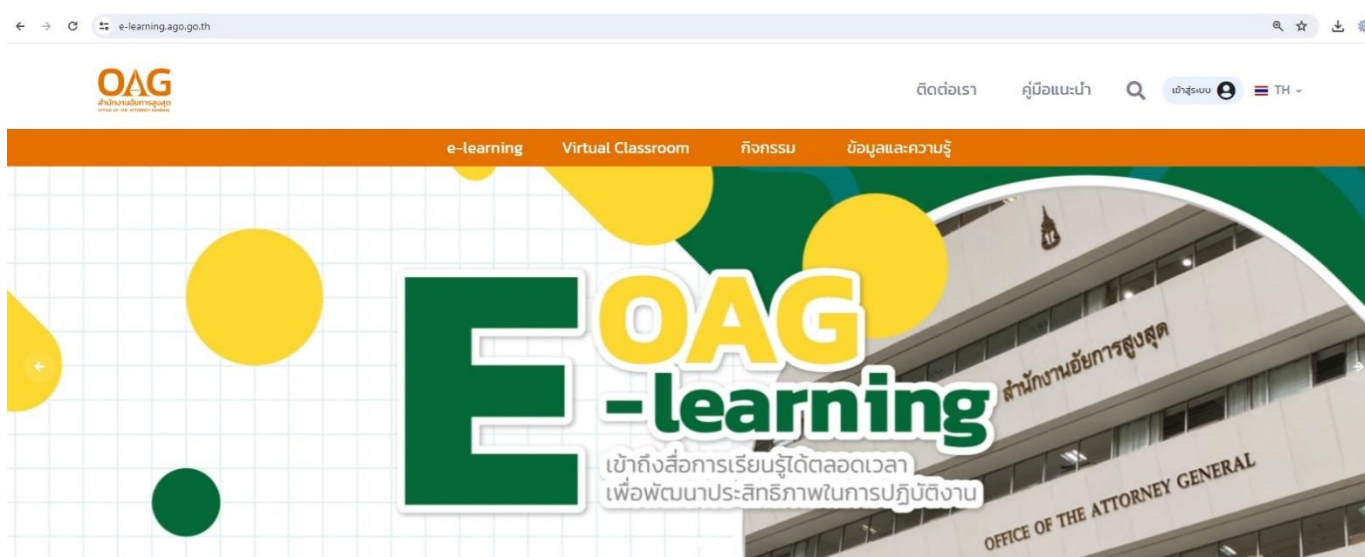 e-learning.ago.go.th
OAG
สำนักงานอัยการสูงสุด
OFFICE OF THE ATTORNEY GENERAL
ติดต่อเรา คู่มือแนะนำ เข้าสู่ระบบ TH
e-learning Virtual Classroom กิจกรรม ข้อมูลและความรู้
E OAG
-learning
เข้าถึงสื่อการเรียนรู้ได้ตลอดเวลา
เพื่อพัฒนาประสิทธิภาพในการปฏิบัติงาน
สำนักงานอัยการสูงสุด
OFFICE OF THE ATTORNEY GENERAL